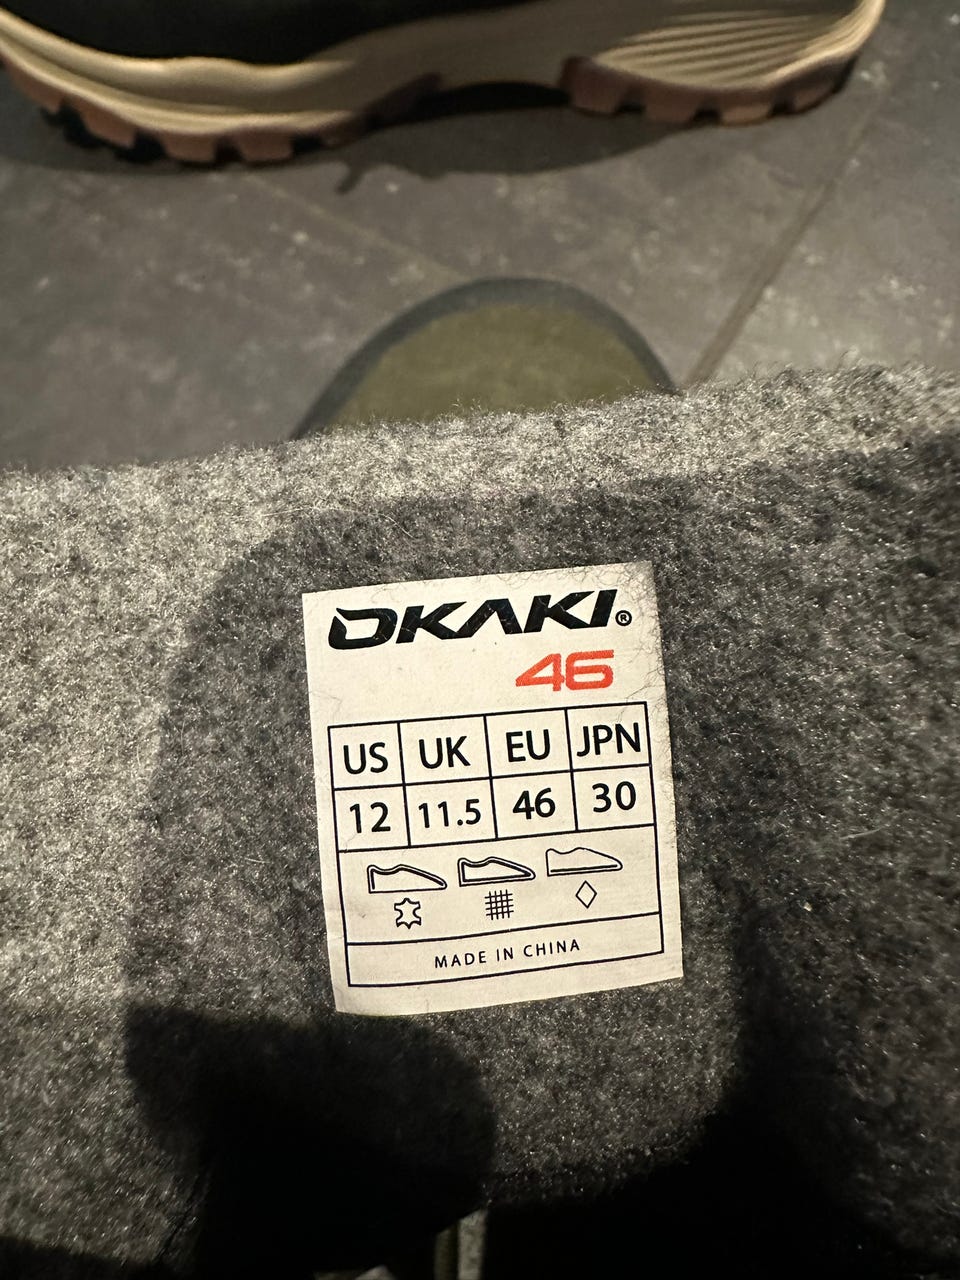 OKAKI®
46
US UK EU JPN
12 11.5 46 30
MADE IN CHINA